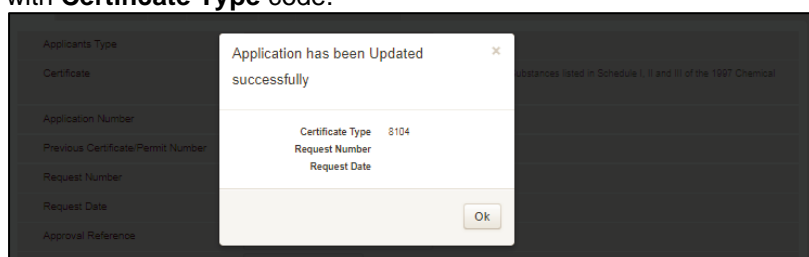 with Certificate Type code.
Applicants Type
Application has been Updated successfully
×
Certificate
ubstances listed in Schedule I, II and III of the 1997 Chemical
Application Number
Certificate Type 8104
Previous Certificate/Permit Number
Request Number
Request Date
Request Number
Request Date
Ok
Approval Reference